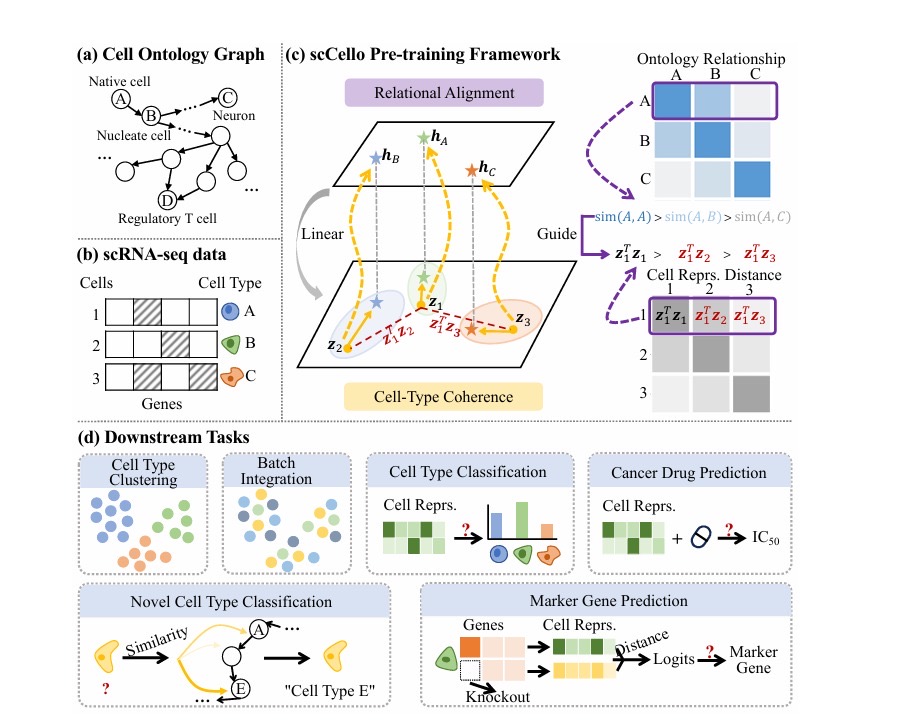 (a) Cell Ontology Graph
Native cell
A
B
C
...
...
Neuron
Nucleate cell
...
...
D
Regulatory T cell
(b) scRNA-seq data
Cells
Cell Type
1
A
2
B
3
C
Genes
(c) scCello Pre-training Framework
Relational Alignment
h_B
h_A
h_C
Linear
z_1
z_2
z_3
z_1^T z_2
z_1^T z_3
Cell-Type Coherence
Ontology Relationship
A B C
A
B
C
sim(A, A) > sim(A, B) > sim(A, C)
Guide
z_1^T z_1 > z_1^T z_2 > z_1^T z_3
Cell Reprs. Distance
1 2 3
1 z_1^T z_1 z_1^T z_2 z_1^T z_3
2
3
(d) Downstream Tasks
Cell Type
Clustering
Batch
Integration
Cell Type Classification
Cell Reprs.
?
Cancer Drug Prediction
Cell Reprs.
+ ? IC50
Novel Cell Type Classification
Similarity
?
A
...
E
...
"Cell Type E"
Marker Gene Prediction
Genes
Cell Reprs.
Knockout
Distance
Logits
?
Marker
Gene